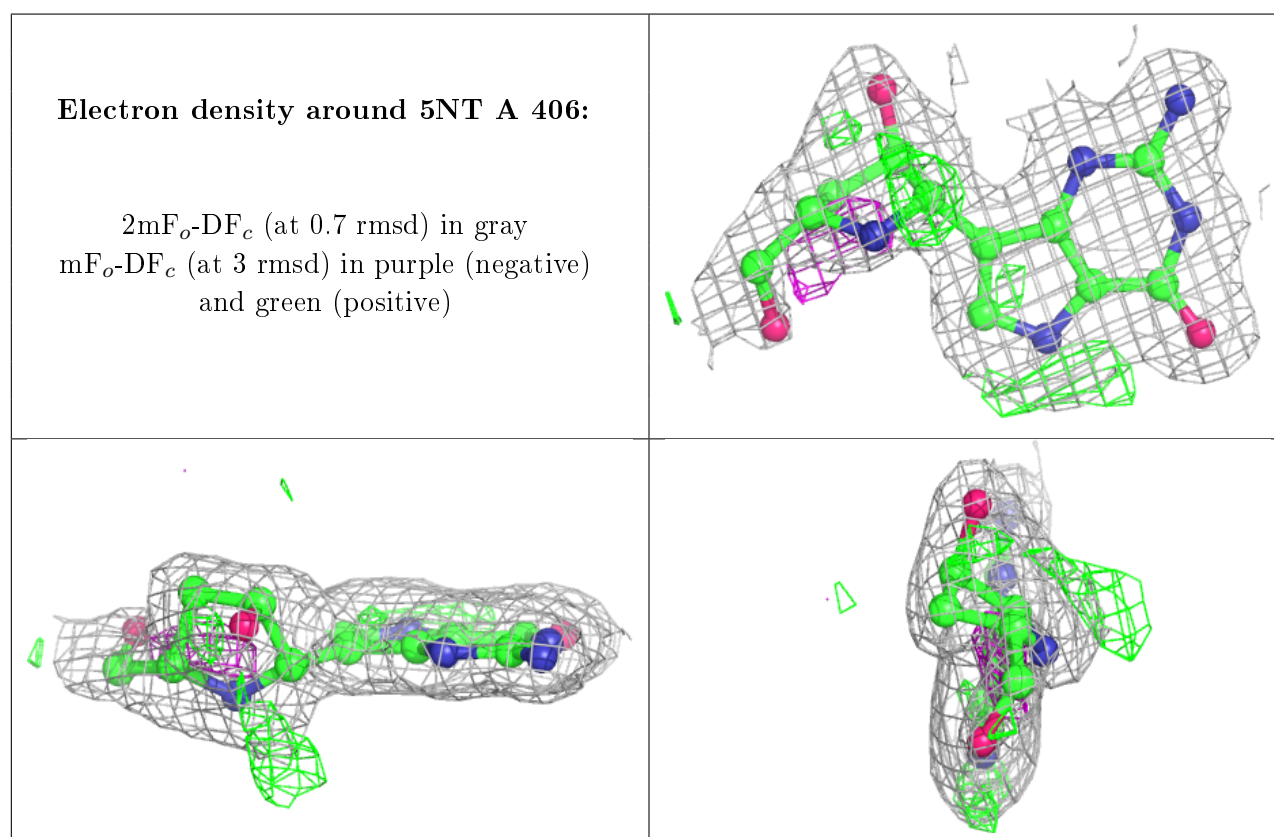 Electron density around 5NT A 406:
2mFo-DFc (at 0.7 rmsd) in gray
mFo-DFc (at 3 rmsd) in purple (negative)
and green (positive)